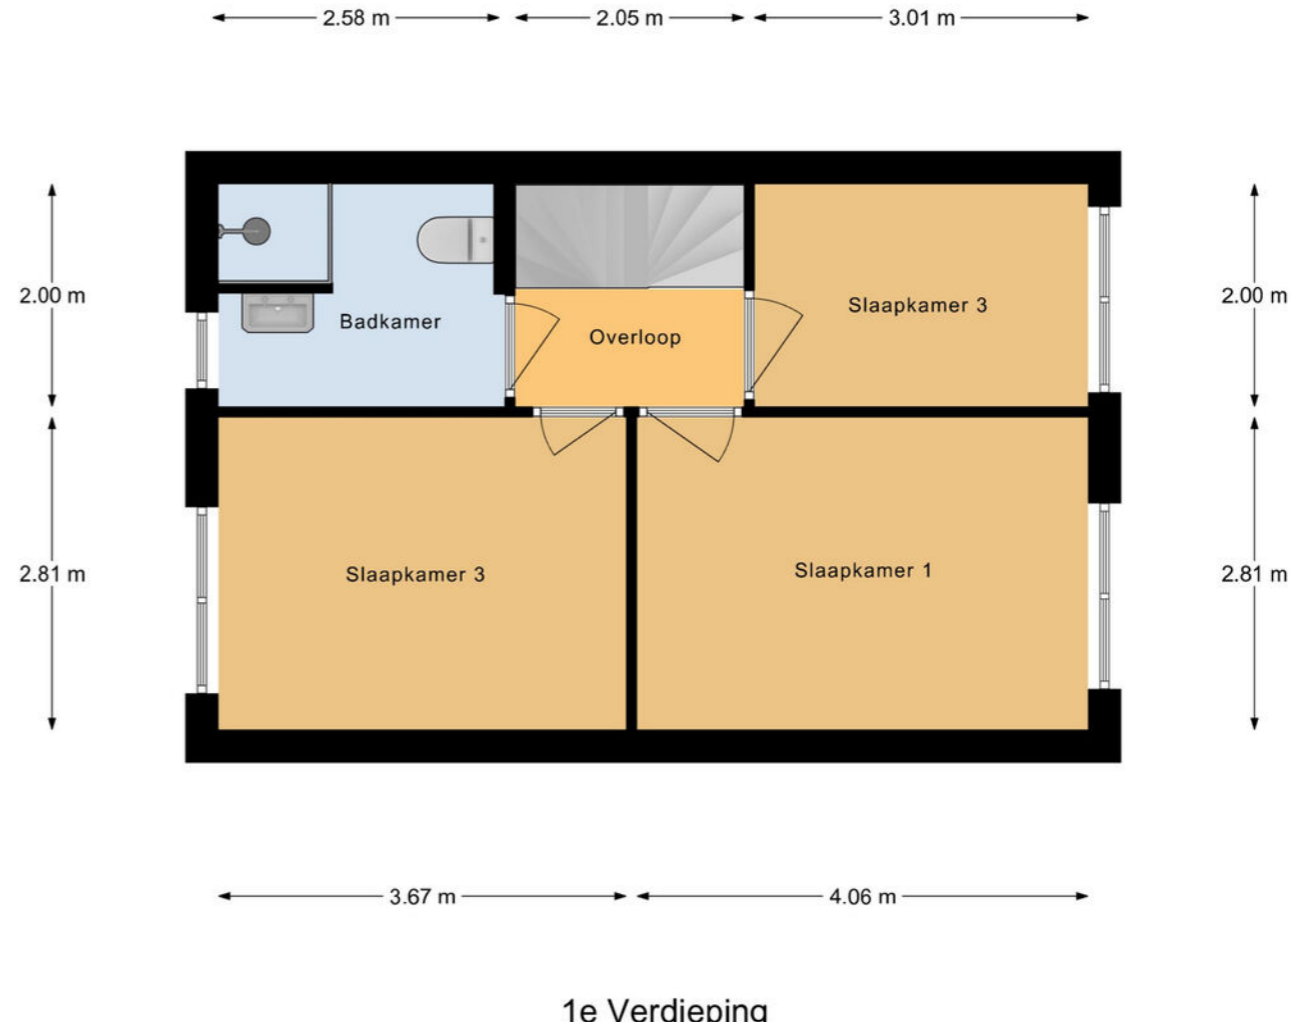 2.58 m
2.05 m
3.01 m
2.00 m
2.00 m
Badkamer
Overloop
Slaapkamer 3
2.81 m
2.81 m
Slaapkamer 3
Slaapkamer 1
3.67 m
4.06 m
1e Verdieping